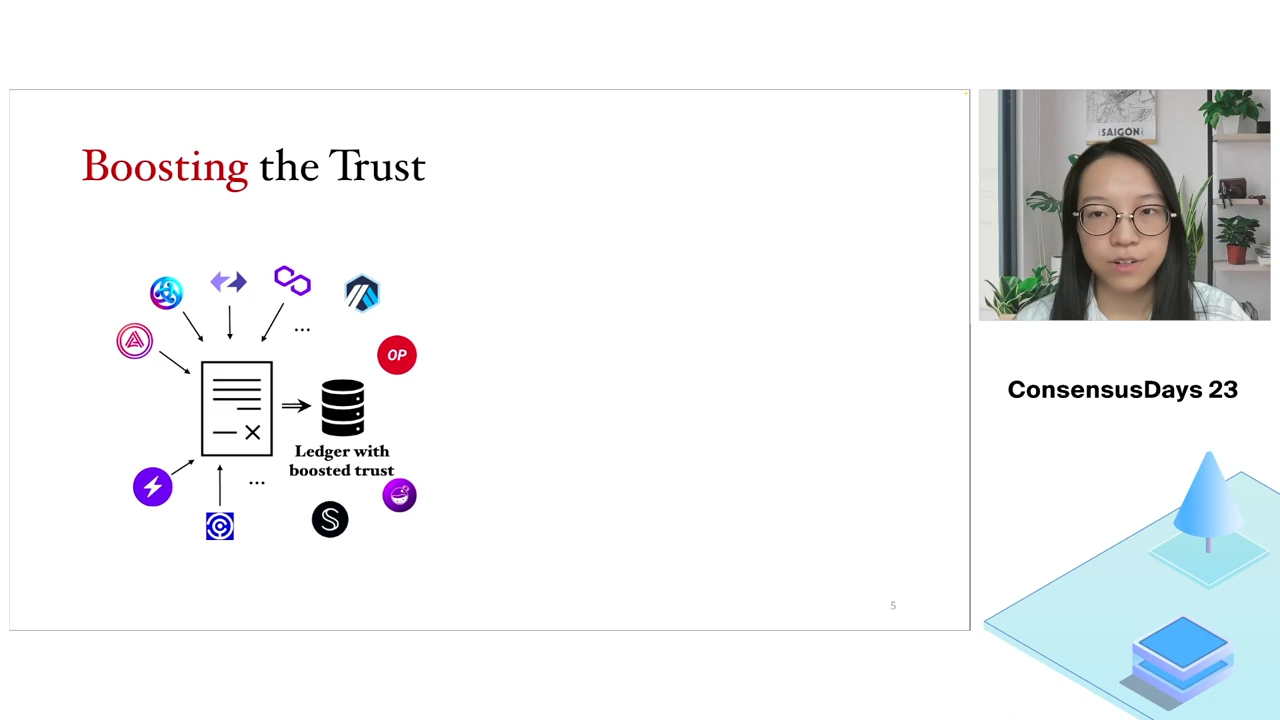 Boosting the Trust
...
OP
Ledger with
boosted trust
...
5
SAIGON
ConsensusDays 23